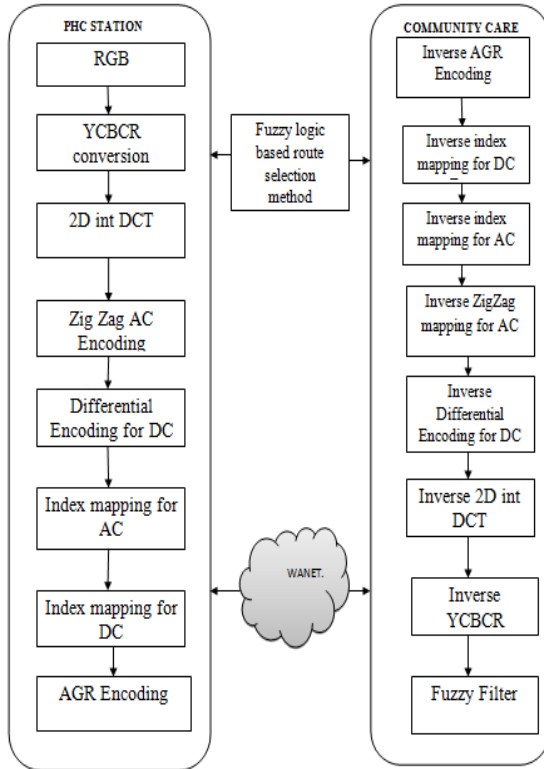 PHC STATION
RGB
YCBCR
conversion
2D int DCT
Zig Zag AC
Encoding
Differential
Encoding for DC
Index mapping for
AC
Index mapping for
DC
AGR Encoding
Fuzzy logic
based route
selection
method
WANET.
COMMUNITY CARE
Inverse AGR
Encoding
Inverse index
mapping for DC
Inverse index
mapping for AC
Inverse ZigZag
mapping for AC
Inverse
Differential
Encoding for DC
Inverse 2D int
DCT
Inverse
YCBCR
Fuzzy Filter